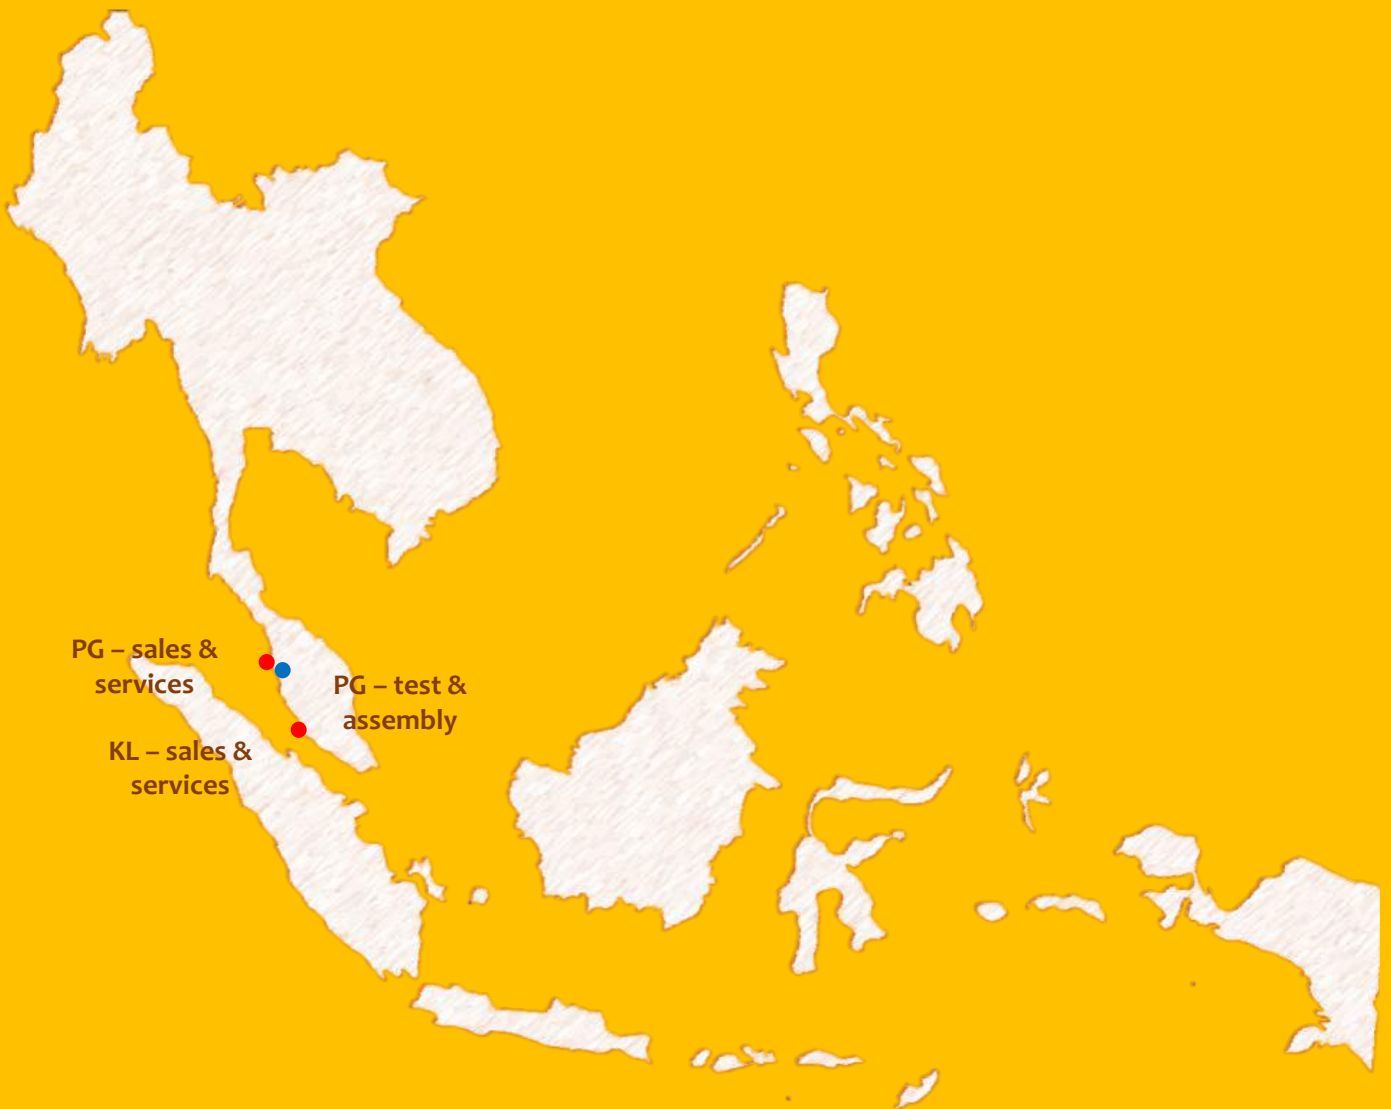 PG – sales &
services
PG – test &
assembly
KL – sales &
services